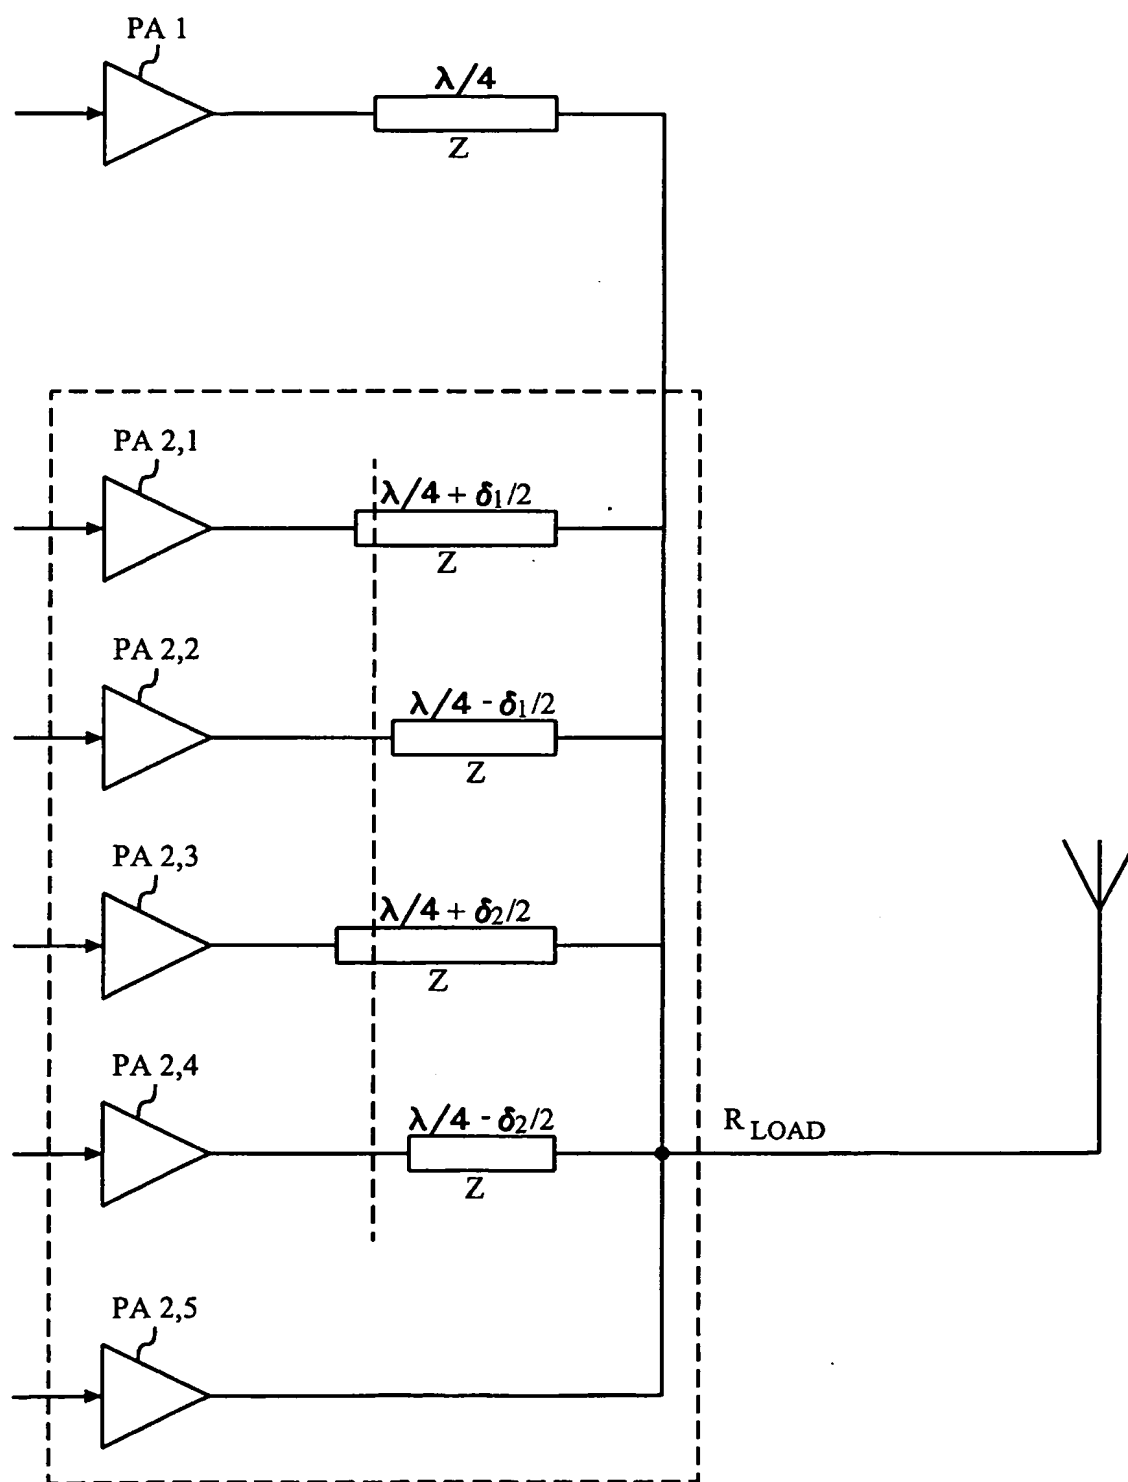 PA 1
λ/4
Z
PA 2,1
λ/4 + δ1/2
Z
PA 2,2
λ/4 - δ1/2
Z
PA 2,3
λ/4 + δ2/2
Z
PA 2,4
λ/4 - δ2/2
Z
R LOAD
PA 2,5